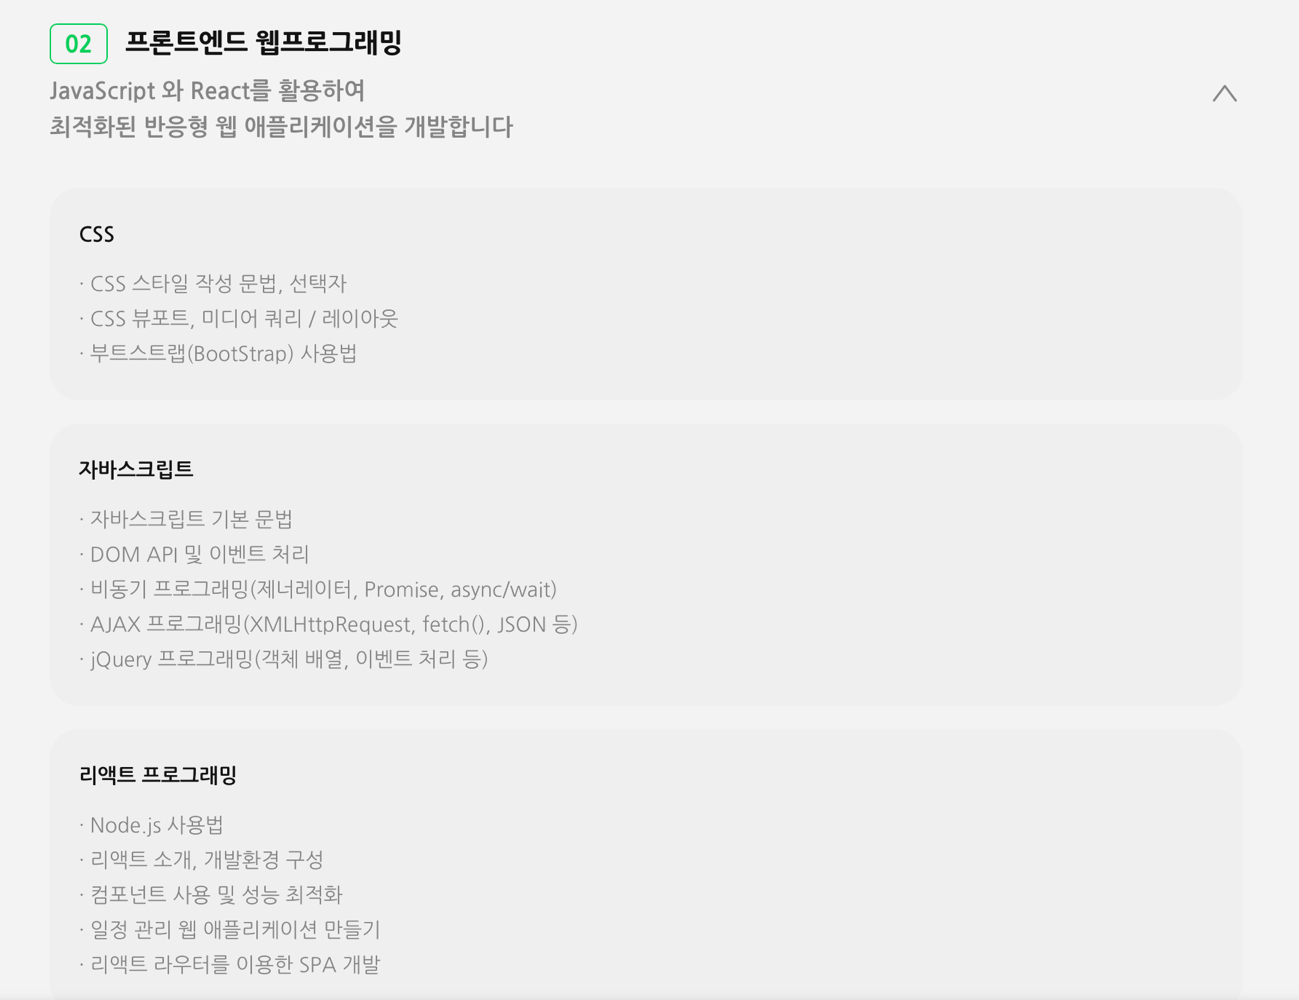 02 프론트엔드 웹프로그래밍
JavaScript 와 React를 활용하여
최적화된 반응형 웹 애플리케이션을 개발합니다
CSS
· CSS 스타일 작성 문법, 선택자
· CSS 뷰포트, 미디어 쿼리 / 레이아웃
· 부트스트랩(BootStrap) 사용법
자바스크립트
· 자바스크립트 기본 문법
· DOM API 및 이벤트 처리
· 비동기 프로그래밍(제너레이터, Promise, async/wait)
· AJAX 프로그래밍(XMLHttpRequest, fetch(), JSON 등)
· jQuery 프로그래밍(객체 배열, 이벤트 처리 등)
리액트 프로그래밍
· Node.js 사용법
· 리액트 소개, 개발환경 구성
· 컴포넌트 사용 및 성능 최적화
· 일정 관리 웹 애플리케이션 만들기
· 리액트 라우터를 이용한 SPA 개발